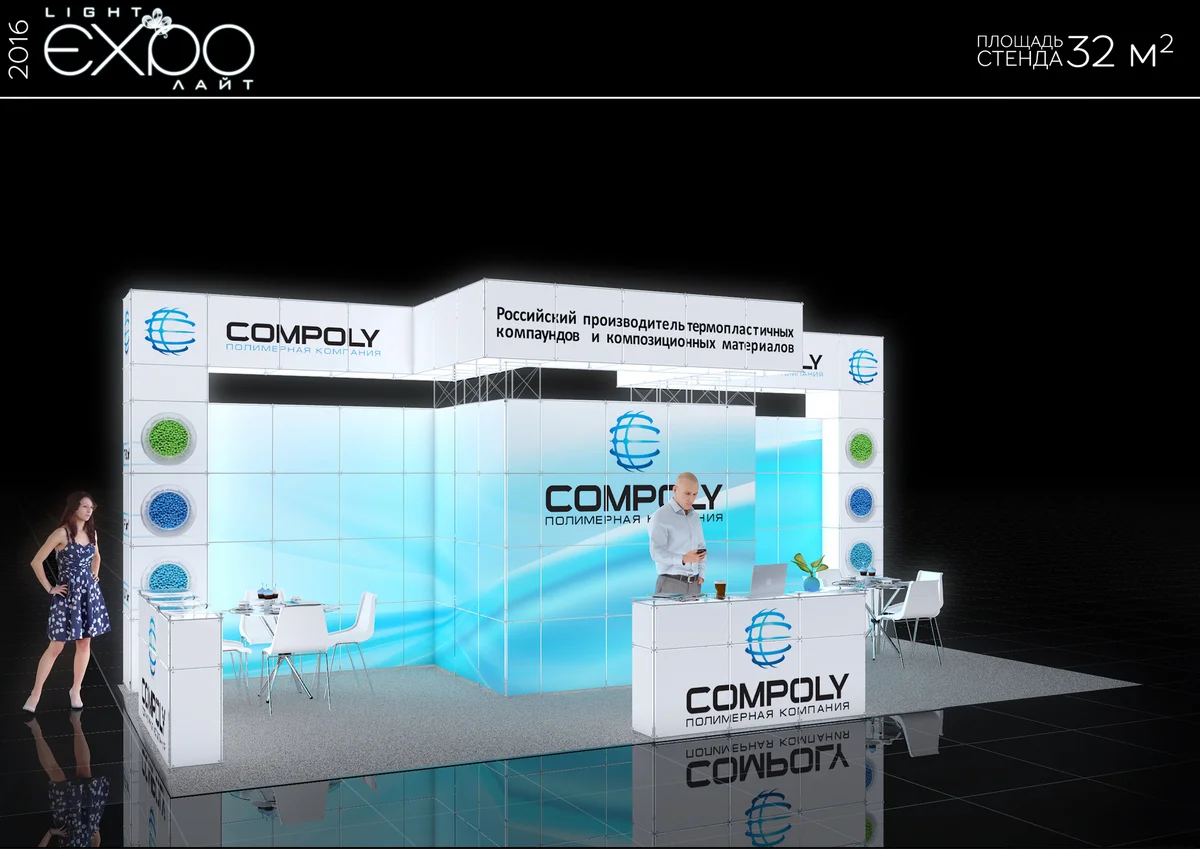 2016
LIGHT
EXPO
ЛАЙТ
ПЛОЩАДЬ
СТЕНДА 32 м²
COMPOLY
ПОЛИМЕРНАЯ КОМПАНИЯ
Российский производитель термопластичных
компаундов и композиционных материалов
LY
COMPOLY
ПОЛИМЕРНАЯ КОМПАНИЯ
COMPOLY
ПОЛИМЕРНАЯ КОМПАНИЯ